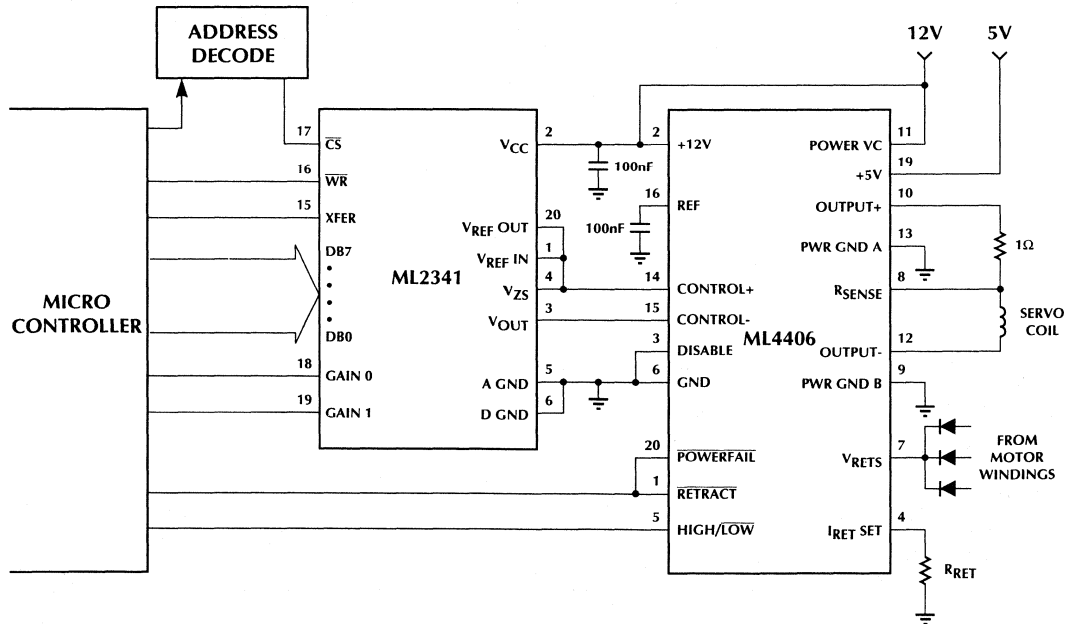 ADDRESS
DECODE
12V
5V
MICRO
CONTROLLER
ML2341
17
CS
16
WR
15
XFER
DB7
DB0
18
GAIN 0
19
GAIN 1
VCC
2
VREF OUT
20
VREF IN
1
VZS
4
VOUT
3
A GND
5
D GND
6
100nF
100nF
ML4406
2
+12V
16
REF
14
CONTROL+
15
CONTROL-
3
DISABLE
6
GND
20
POWERFAIL
1
RETRACT
5
HIGH/LOW
POWER VC
11
+5V
19
OUTPUT+
10
PWR GND A
13
RSENSE
8
OUTPUT-
12
PWR GND B
9
VRETS
7
IRET SET
4
1Ω
SERVO
COIL
FROM
MOTOR
WINDINGS
RRET